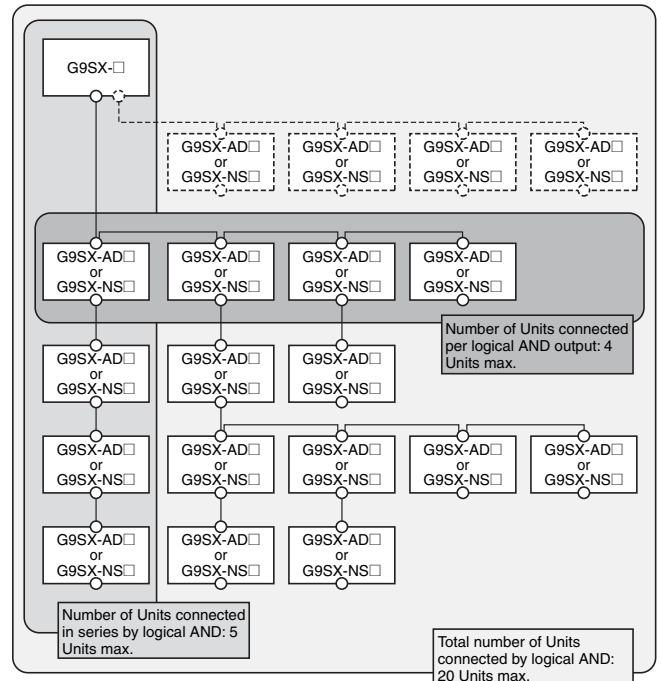 G9SX-□
G9SX-AD□ or G9SX-NS□
G9SX-AD□ or G9SX-NS□
G9SX-AD□ or G9SX-NS□
G9SX-AD□ or G9SX-NS□
G9SX-AD□ or G9SX-NS□
G9SX-AD□ or G9SX-NS□
G9SX-AD□ or G9SX-NS□
G9SX-AD□ or G9SX-NS□
Number of Units connected
per logical AND output: 4
Units max.
G9SX-AD□ or G9SX-NS□
G9SX-AD□ or G9SX-NS□
G9SX-AD□ or G9SX-NS□
G9SX-AD□ or G9SX-NS□
G9SX-AD□ or G9SX-NS□
G9SX-AD□ or G9SX-NS□
G9SX-AD□ or G9SX-NS□
G9SX-AD□ or G9SX-NS□
G9SX-AD□ or G9SX-NS□
G9SX-AD□ or G9SX-NS□
G9SX-AD□ or G9SX-NS□
Number of Units connected
in series by logical AND: 5
Units max.
Total number of Units
connected by logical AND:
20 Units max.